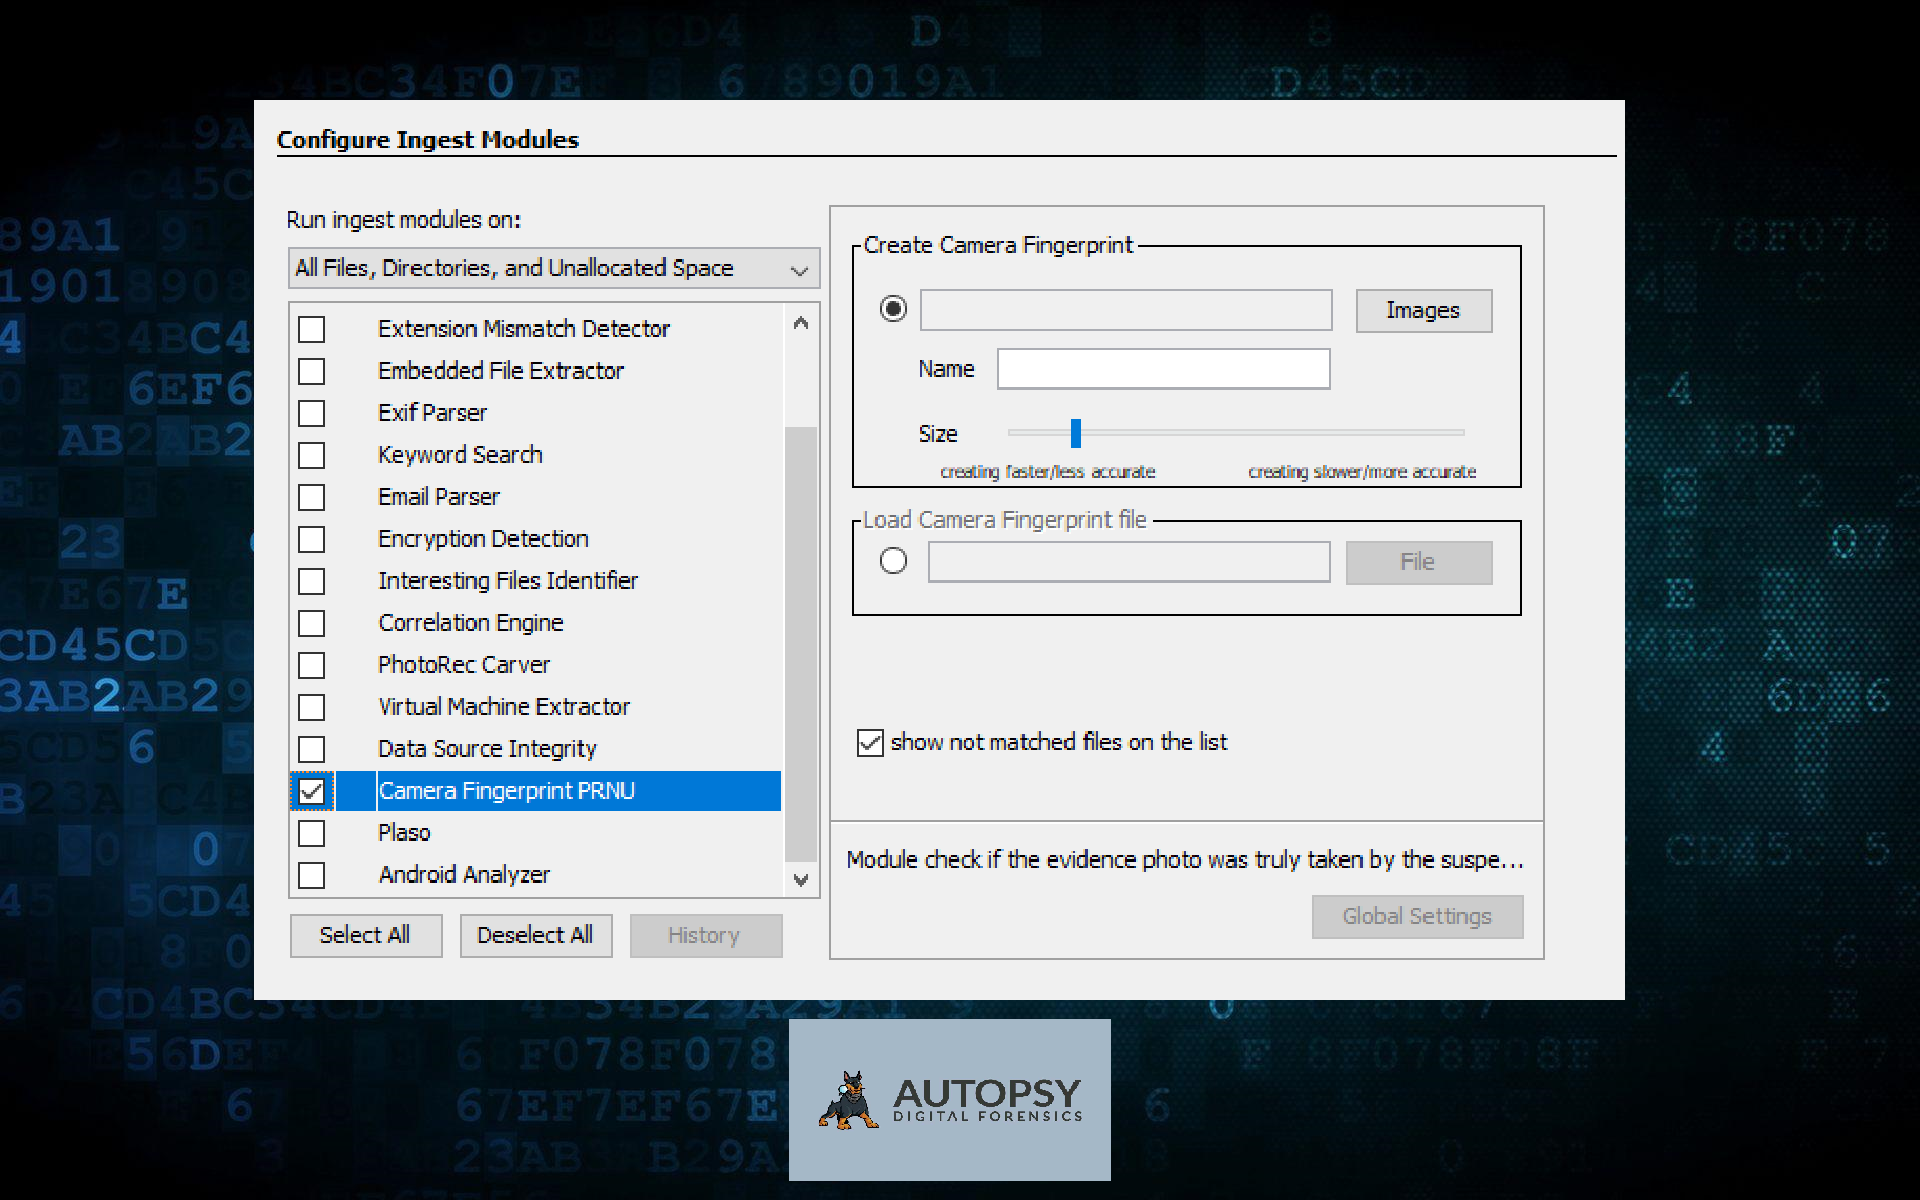 Configure Ingest Modules
Run ingest modules on:
All Files, Directories, and Unallocated Space
Extension Mismatch Detector
Embedded File Extractor
Exif Parser
Keyword Search
Email Parser
Encryption Detection
Interesting Files Identifier
Correlation Engine
PhotoRec Carver
Virtual Machine Extractor
Data Source Integrity
Camera Fingerprint PRNU
Plaso
Android Analyzer
Select All
Deselect All
History
Create Camera Fingerprint
Images
Name
Size
creating faster/less accurate
creating slower/more accurate
Load Camera Fingerprint file
File
show not matched files on the list
Module check if the evidence photo was truly taken by the suspe...
Global Settings
AUTOPSY
DIGITAL FORENSICS